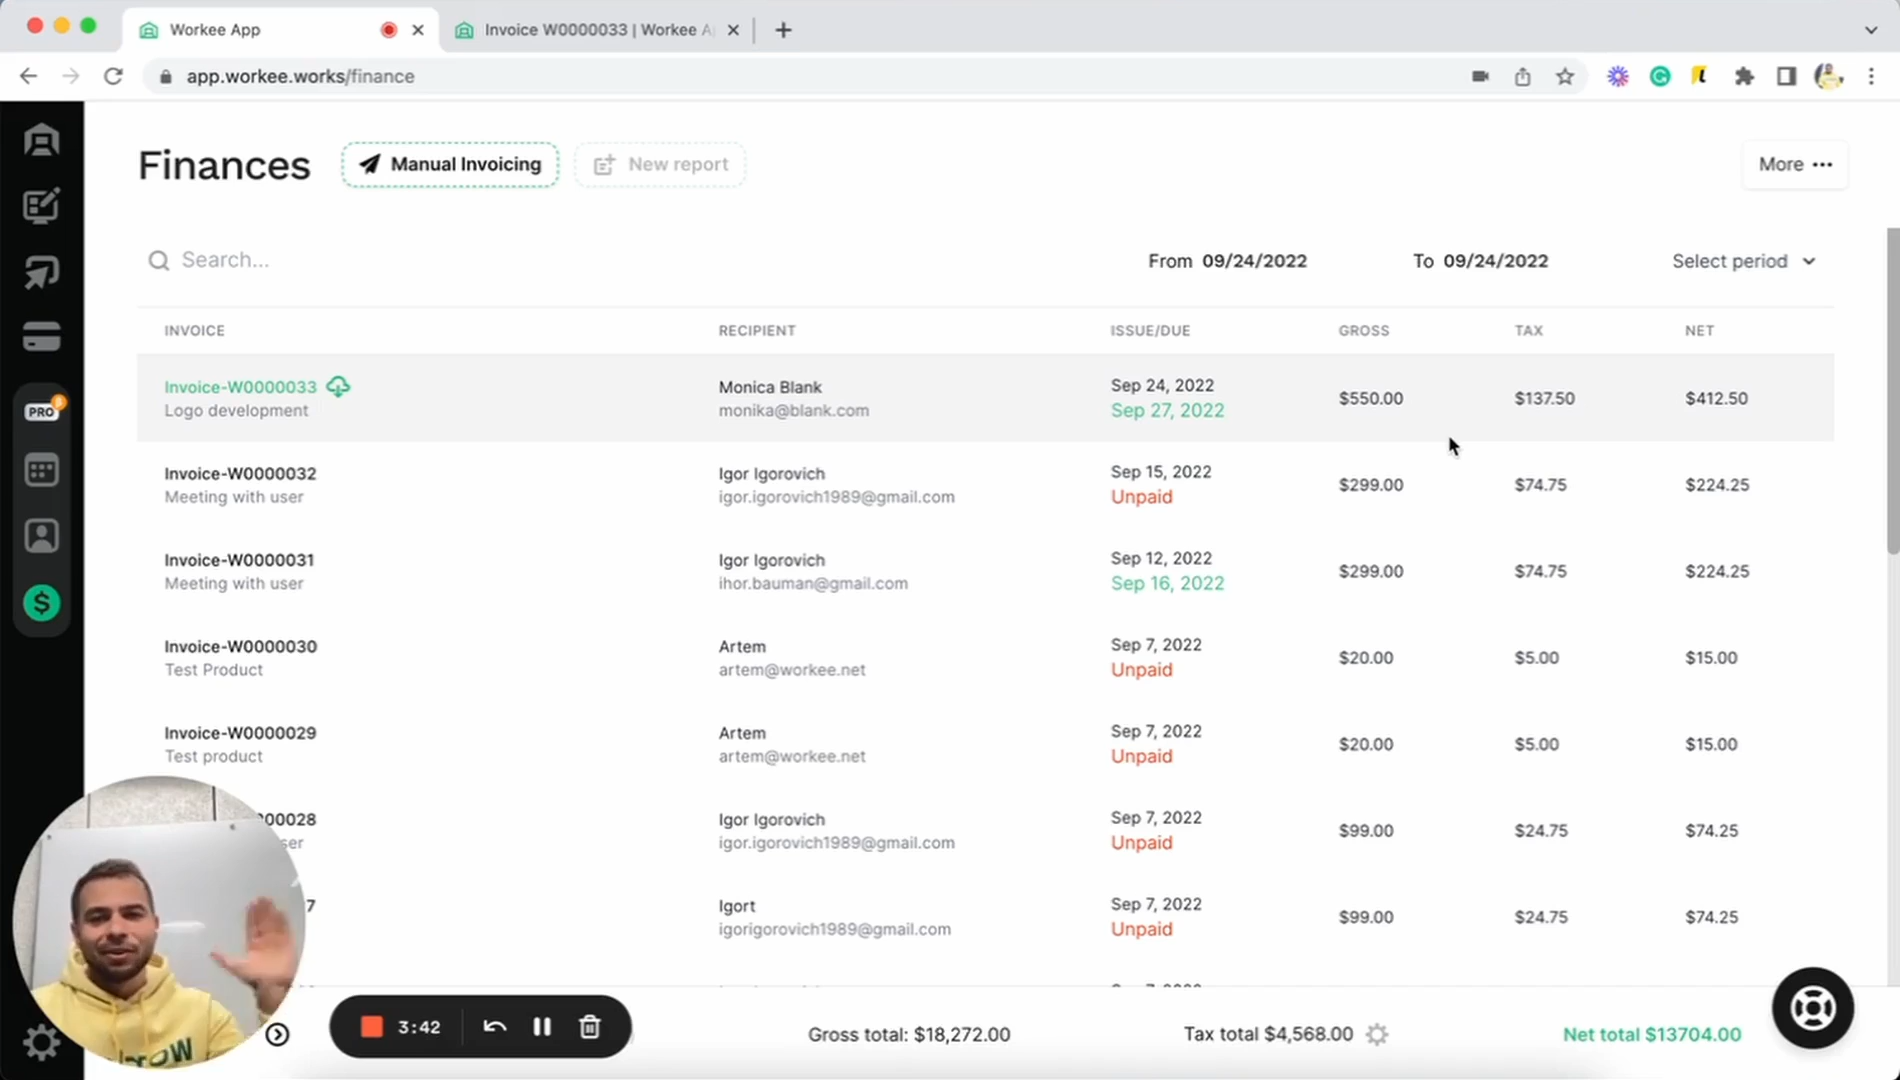 Workee App
Invoice W0000033 | Workee A
app.workee.works/finance
Finances
Manual Invoicing
New report
More
Search...
From 09/24/2022
To 09/24/2022
Select period
INVOICE RECIPIENT ISSUE/DUE GROSS TAX NET
Invoice-W0000033
Logo development
Monica Blank
monika@blank.com
Sep 24, 2022
Sep 27, 2022
$550.00 $137.50 $412.50
PRO
Invoice-W0000032
Meeting with user
Igor Igorovich
igor.igorovich1989@gmail.com
Sep 15, 2022
Unpaid
$299.00 $74.75 $224.25
Invoice-W0000031
Meeting with user
Igor Igorovich
ihor.bauman@gmail.com
Sep 12, 2022
Sep 16, 2022
$299.00 $74.75 $224.25
Invoice-W0000030
Test Product
Artem
artem@workee.net
Sep 7, 2022
Unpaid
$20.00 $5.00 $15.00
Invoice-W0000029
Test product
Artem
artem@workee.net
Sep 7, 2022
Unpaid
$20.00 $5.00 $15.00
00028
ser
Igor Igorovich
igor.igorovich1989@gmail.com
Sep 7, 2022
Unpaid
$99.00 $24.75 $74.25
7
Igort
igorigorovich1989@gmail.com
Sep 7, 2022
Unpaid
$99.00 $24.75 $74.25
3:42
Gross total: $18,272.00
Tax total $4,568.00
Net total $13704.00